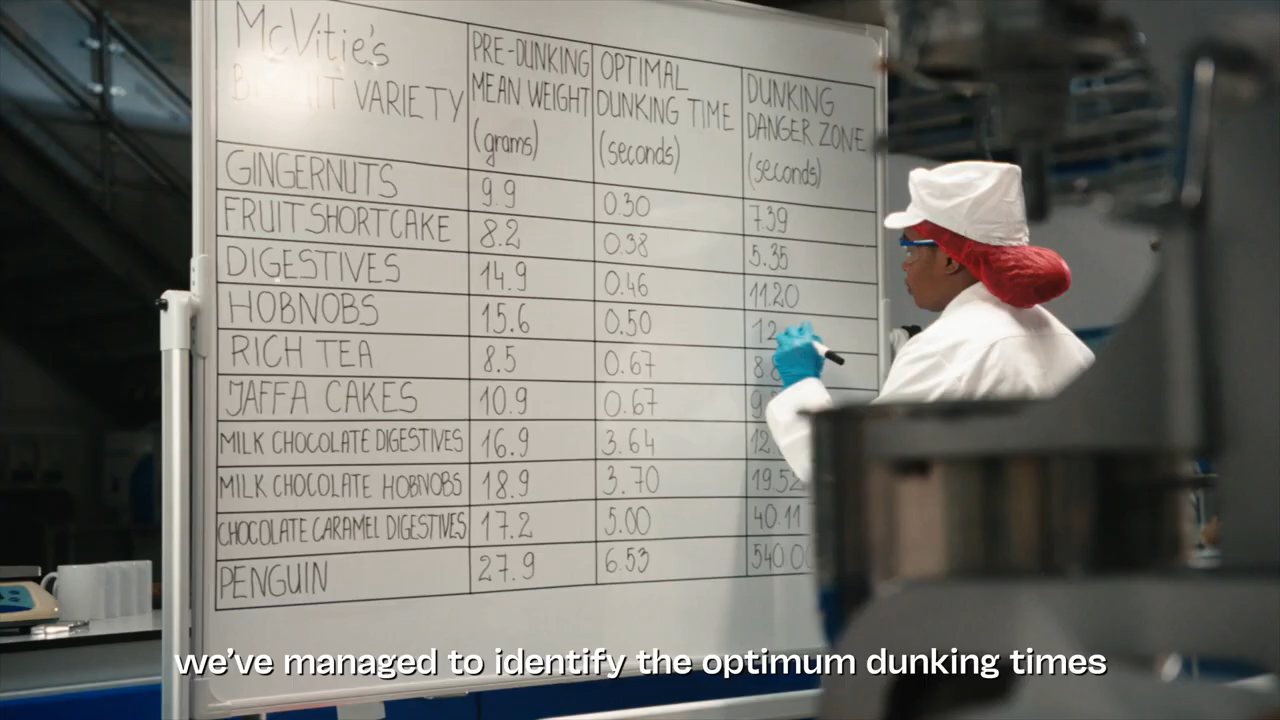 McVitie's
VARIETY
PRE-DUNKING
MEAN WEIGHT
(grams)
OPTIMAL
DUNKING TIME
(seconds)
DUNKING
DANGER ZONE
(seconds)
GINGERNUTS 9.9 0.30 7.39
FRUIT SHORTCAKE 8.2 0.38 5.35
DIGESTIVES 14.9 0.46 11.20
HOBNOBS 15.6 0.50
RICH TEA 8.5 0.67
JAFFA CAKES 10.9 0.67
MILK CHOCOLATE DIGESTIVES 16.9 3.64
MILK CHOCOLATE HOBNOBS 18.9 3.70 19.52
CHOCOLATE CARAMEL DIGESTIVES 17.2 5.00 40.11
PENGUIN 27.9 6.53 540.00
we've managed to identify the optimum dunking times